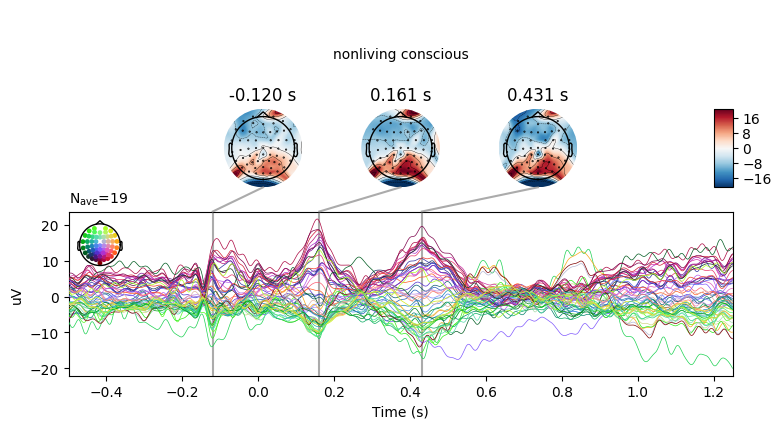 nonliving conscious
-0.120 s 0.161 s 0.431 s
16
8
0
−8
−16
Nave=19
20
10
0
−10
−20
uV
−0.4 −0.2 0.0 0.2 0.4 0.6 0.8 1.0 1.2
Time (s)